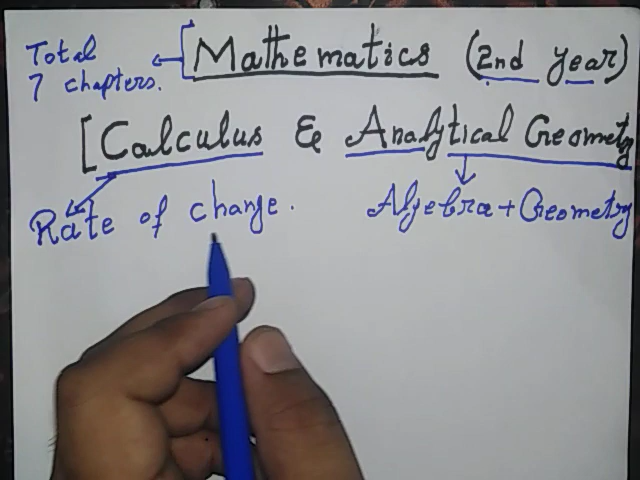 Total
7 chapters.
[Mathematics (2nd year)
[Calculus & Analytical Geometry
Rate of change.
Algebra + Geometry